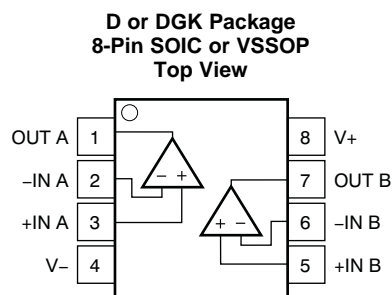 D or DGK Package
8-Pin SOIC or VSSOP
Top View
OUT A 1 8 V+
−IN A 2 7 OUT B
− +
+IN A 3 6 −IN B
+ −
V− 4 5 +IN B